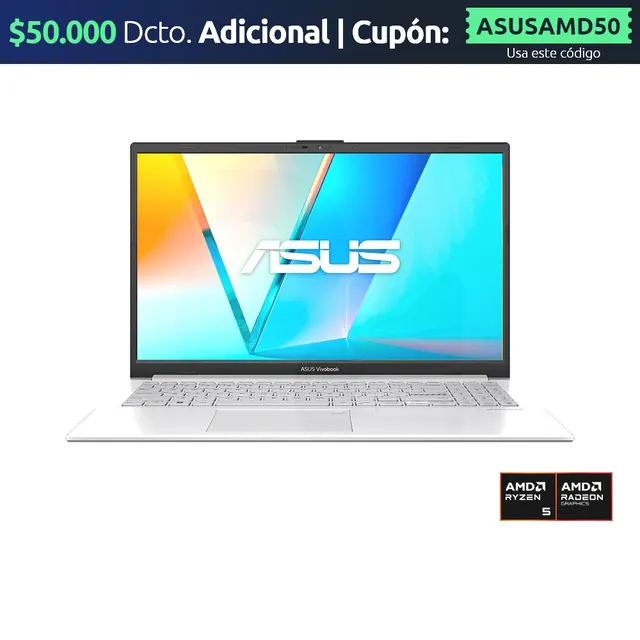 $50.000 Dcto. Adicional | Cupón:
ASUSAMD50
Usa este código
ASUS
ASUS Vivobook
AMD RYZEN 5
AMD RADEON GRAPHICS